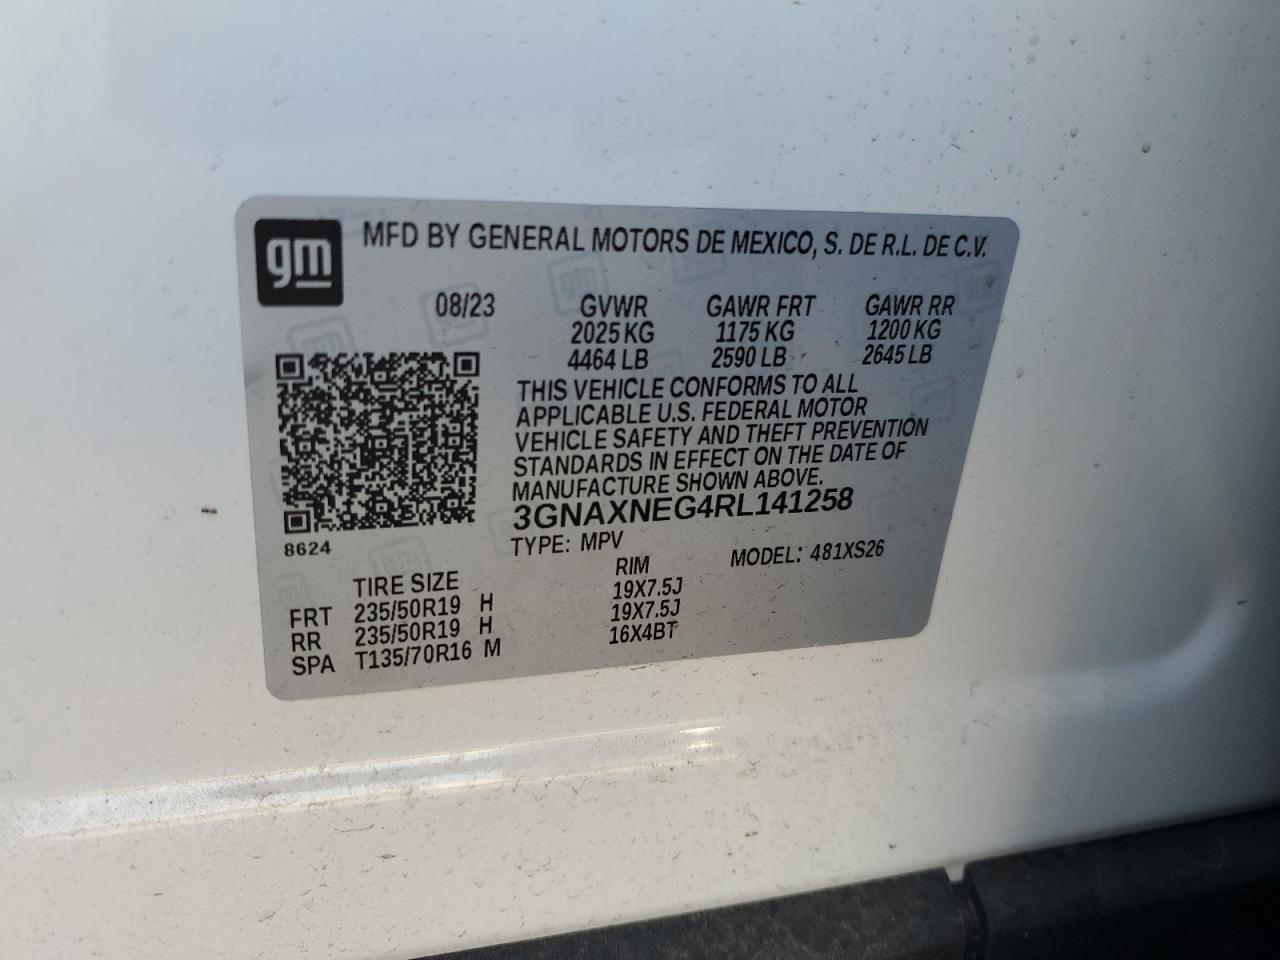 gm
MFD BY GENERAL MOTORS DE MEXICO, S. DE R.L. DE C.V.
08/23 GVWR GAWR FRT GAWR RR
2025 KG 1175 KG 1200 KG
4464 LB 2590 LB 2645 LB
THIS VEHICLE CONFORMS TO ALL
APPLICABLE U.S. FEDERAL MOTOR
VEHICLE SAFETY AND THEFT PREVENTION
STANDARDS IN EFFECT ON THE DATE OF
MANUFACTURE SHOWN ABOVE.
3GNAXNEG4RL141258
8624
TYPE: MPV MODEL: 481XS26
TIRE SIZE RIM
FRT 235/50R19 H 19X7.5J
RR 235/50R19 H 19X7.5J
SPA T135/70R16 M 16X4BT